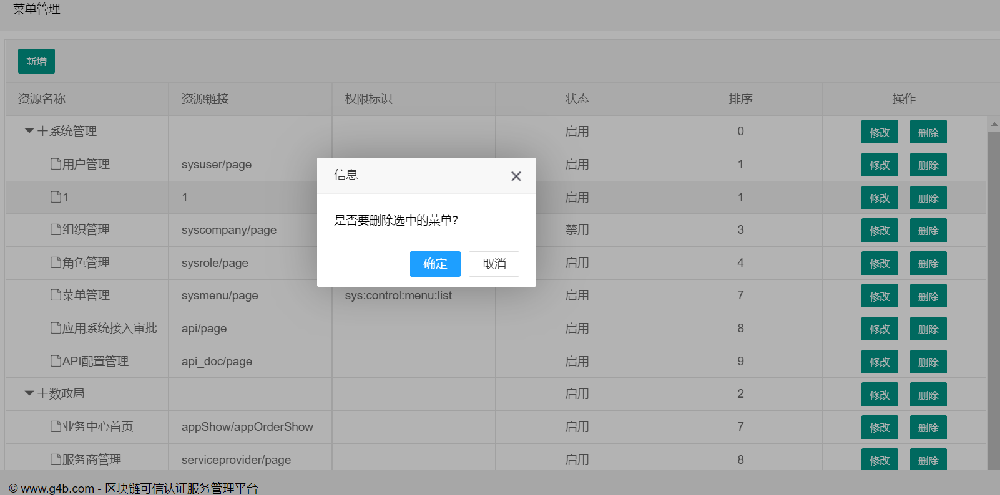 菜单管理
新增
资源名称 资源链接 权限标识 状态 排序 操作
系统管理 启用 0 修改 删除
用户管理 sysuser/page 启用 1 修改 删除
信息
1 1 启用 1 修改 删除
是否要删除选中的菜单？
组织管理 syscompany/page 禁用 3 修改 删除
角色管理 sysrole/page 启用 4 修改 删除
确定 取消
菜单管理 sysmenu/page sys:control:menu:list 启用 7 修改 删除
应用系统接入审批 api/page 启用 8 修改 删除
API配置管理 api_doc/page 启用 9 修改 删除
数政局 启用 2 修改 删除
业务中心首页 appShow/appOrderShow 启用 7 修改 删除
服务商管理 serviceprovider/page 启用 8 修改 删除
© www.g4b.com - 区块链可信认证服务管理平台